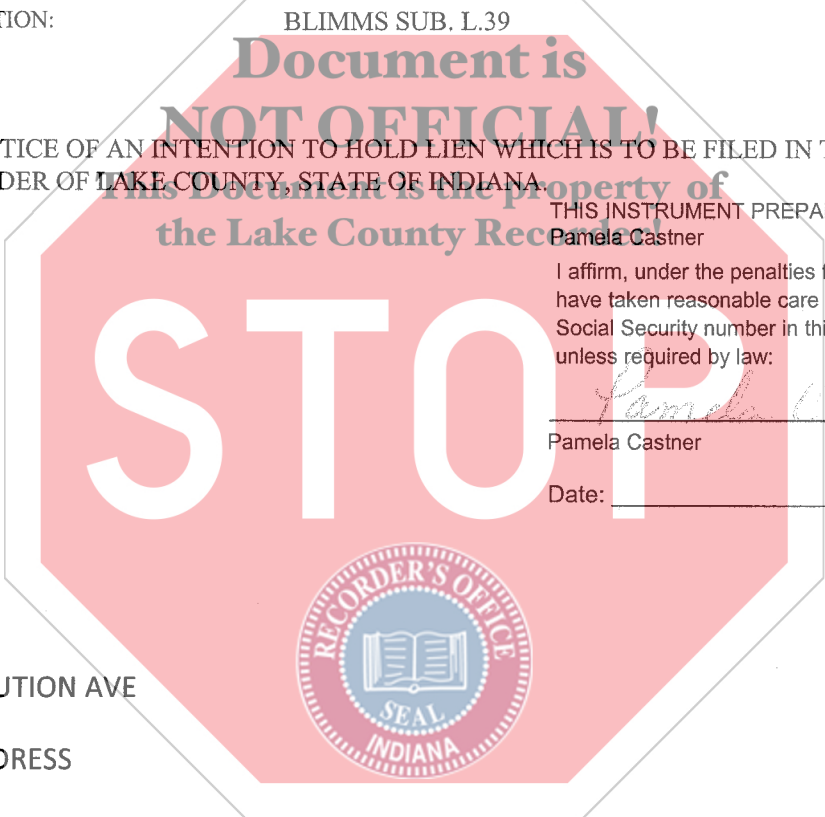 TION: BLIMMS SUB. L.39
Document is
NOT OFFICIAL!
TICE OF AN INTENTION TO HOLD LIEN WHICH IS TO BE FILED IN T
DER OF LAKE COUNTY, STATE OF INDIANA.
This Document is the property of
the Lake County Recorder!
THIS INSTRUMENT PREPA
Pamela Castner
I affirm, under the penalties f
have taken reasonable care
Social Security number in thi
unless required by law:
STOP
Pamela
Pamela Castner
Date:
RECORDER'S OFFICE
SEAL
INDIANA
UTION AVE
DRESS